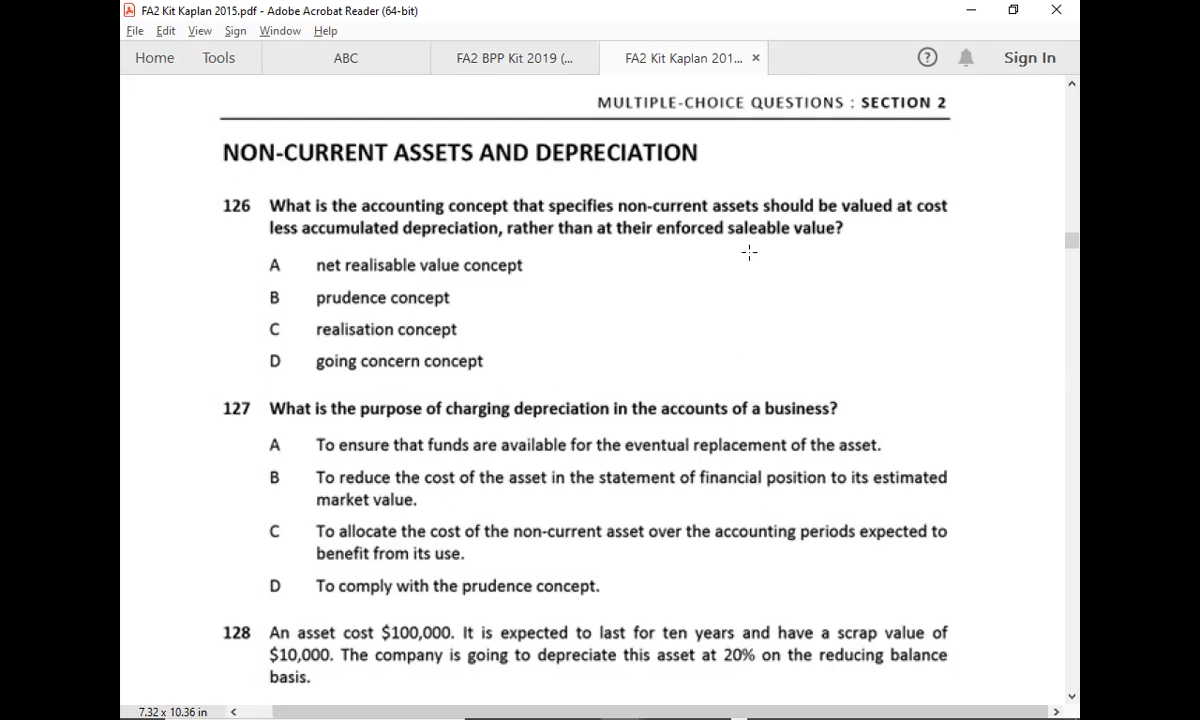 FA2 Kit Kaplan 2015.pdf - Adobe Acrobat Reader (64-bit)
File Edit View Sign Window Help
Home Tools ABC FA2 BPP Kit 2019 (... FA2 Kit Kaplan 201... × ? Sign In
MULTIPLE-CHOICE QUESTIONS : SECTION 2
NON-CURRENT ASSETS AND DEPRECIATION
126 What is the accounting concept that specifies non-current assets should be valued at cost
less accumulated depreciation, rather than at their enforced saleable value?
A net realisable value concept
B prudence concept
C realisation concept
D going concern concept
127 What is the purpose of charging depreciation in the accounts of a business?
A To ensure that funds are available for the eventual replacement of the asset.
B To reduce the cost of the asset in the statement of financial position to its estimated
market value.
C To allocate the cost of the non-current asset over the accounting periods expected to
benefit from its use.
D To comply with the prudence concept.
128 An asset cost $100,000. It is expected to last for ten years and have a scrap value of
$10,000. The company is going to depreciate this asset at 20% on the reducing balance
basis.
7.32 x 10.36 in